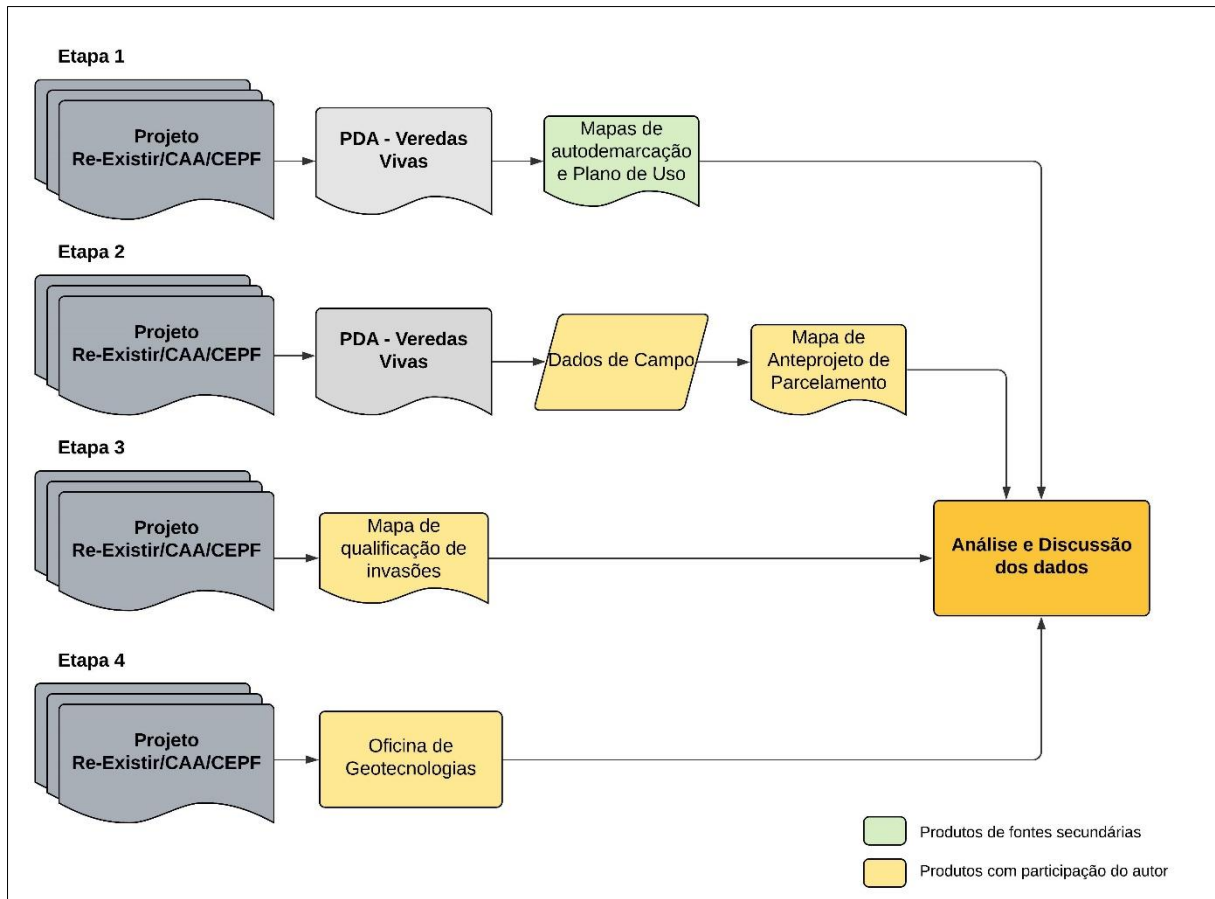 Etapa 1
Projeto
Re-Existir/CAA/CEPF
PDA - Veredas
Vivas
Mapas de
autodemarcação
e Plano de Uso
Etapa 2
Projeto
Re-Existir/CAA/CEPF
PDA - Veredas
Vivas
Dados de Campo
Mapa de
Anteprojeto de
Parcelamento
Etapa 3
Projeto
Re-Existir/CAA/CEPF
Mapa de
qualificação de
invasões
Análise e Discussão
dos dados
Etapa 4
Projeto
Re-Existir/CAA/CEPF
Oficina de
Geotecnologias
Produtos de fontes secundárias
Produtos com participação do autor